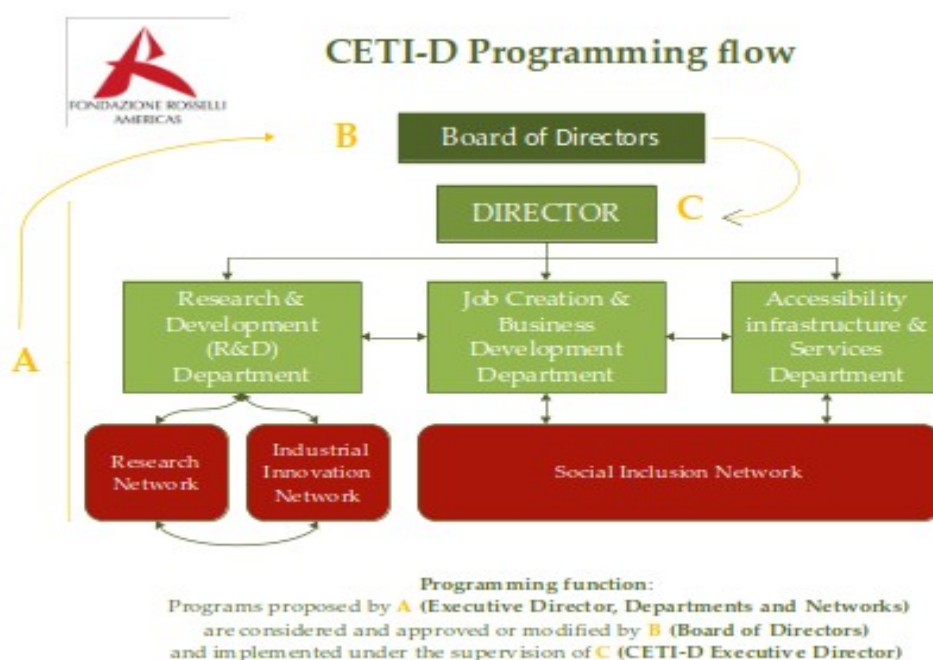 CETI-D Programming flow
FONDAZIONE ROSSELLI
AMERICAS
B
Board of Directors
DIRECTOR
C
Research &
Development
(R&D)
Department
Job Creation &
Business
Development
Department
Accessibility
infrastructure &
Services
Department
A
Research
Network
Industrial
Innovation
Network
Social Inclusion Network
Programming function:
Programs proposed by A (Executive Director, Departments and Networks)
are considered and approved or modified by B (Board of Directors)
and implemented under the supervision of C (CETI-D Executive Director)